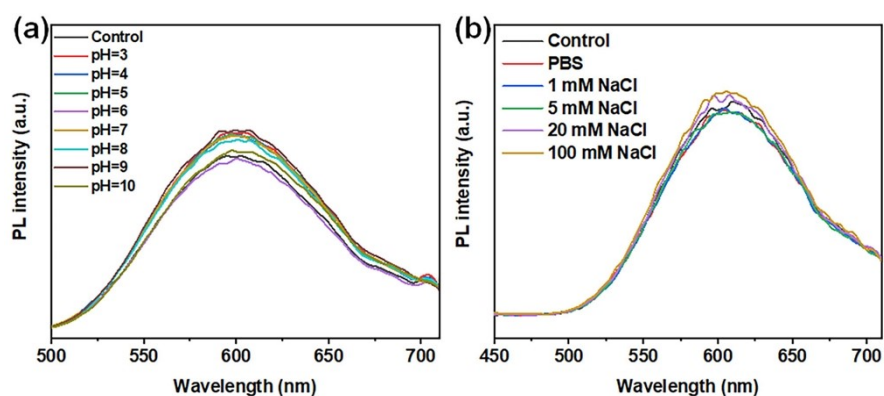 (a)
Control
pH=3
pH=4
pH=5
pH=6
pH=7
pH=8
pH=9
pH=10
PL intensity (a.u.)
500 550 600 650 700
Wavelength (nm)
(b)
Control
PBS
1 mM NaCl
5 mM NaCl
20 mM NaCl
100 mM NaCl
PL intensity (a.u.)
450 500 550 600 650 700
Wavelength (nm)